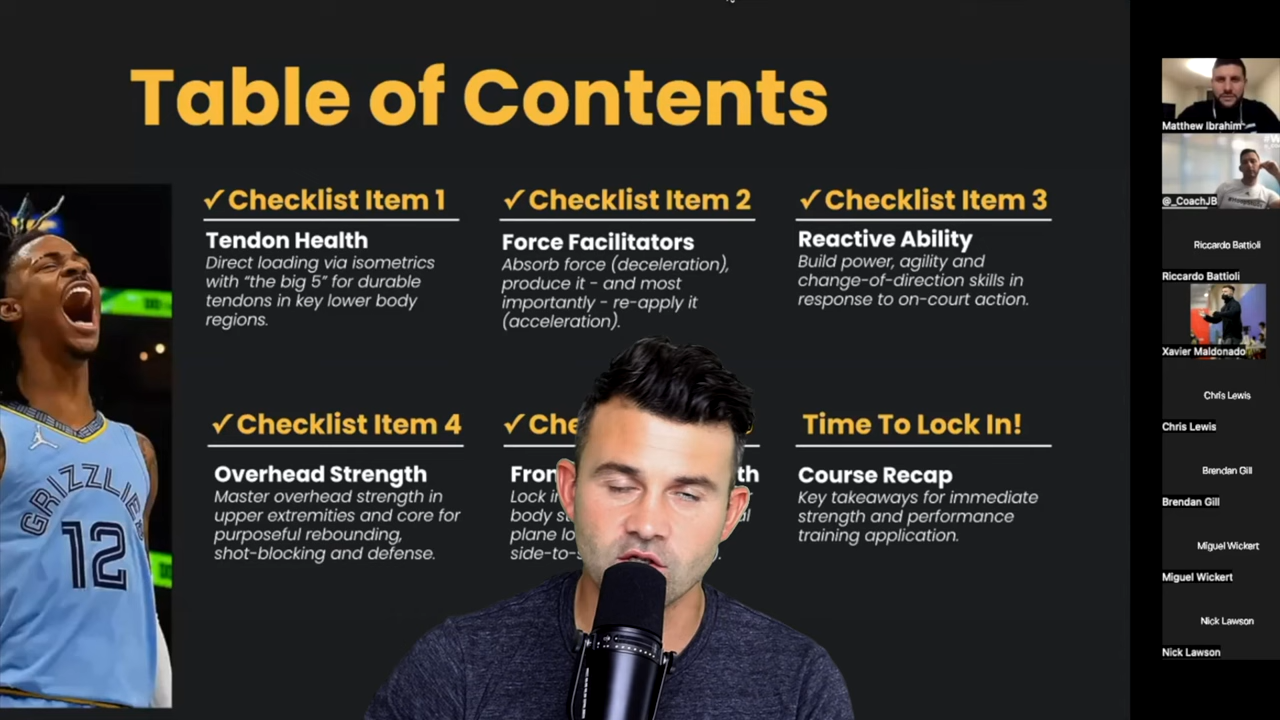 Table of Contents
✓Checklist Item 1
Tendon Health
Direct loading via isometrics
with “the big 5” for durable
tendons in key lower body
regions.
✓Checklist Item 2
Force Facilitators
Absorb force (deceleration),
produce it - and most
importantly - re-apply it
(acceleration).
✓Checklist Item 3
Reactive Ability
Build power, agility and
change-of-direction skills in
response to on-court action.
✓Checklist Item 4
Overhead Strength
Master overhead strength in
upper extremities and core for
purposeful rebounding,
shot-blocking and defense.
Lock
body
plane
Time To Lock In!
Course Recap
Key takeaways for immediate
strength and performance
training application.
12
Matthew Ibrahim
@_CoachJB
Riccardo Battioli
Riccardo Battioli
Xavier Maldonado
Chris Lewis
Chris Lewis
Brendan Gill
Brendan Gill
Miguel Wickert
Miguel Wickert
Nick Lawson
Nick Lawson